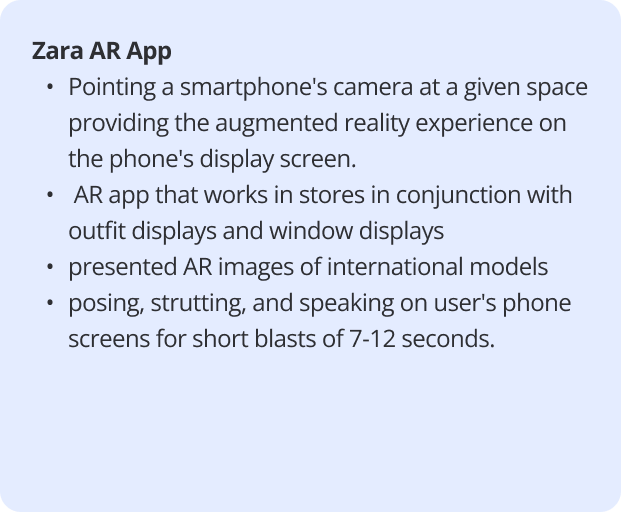 Zara AR App
• Pointing a smartphone's camera at a given space
providing the augmented reality experience on
the phone's display screen.
• AR app that works in stores in conjunction with
outfit displays and window displays
• presented AR images of international models
• posing, strutting, and speaking on user's phone
screens for short blasts of 7-12 seconds.